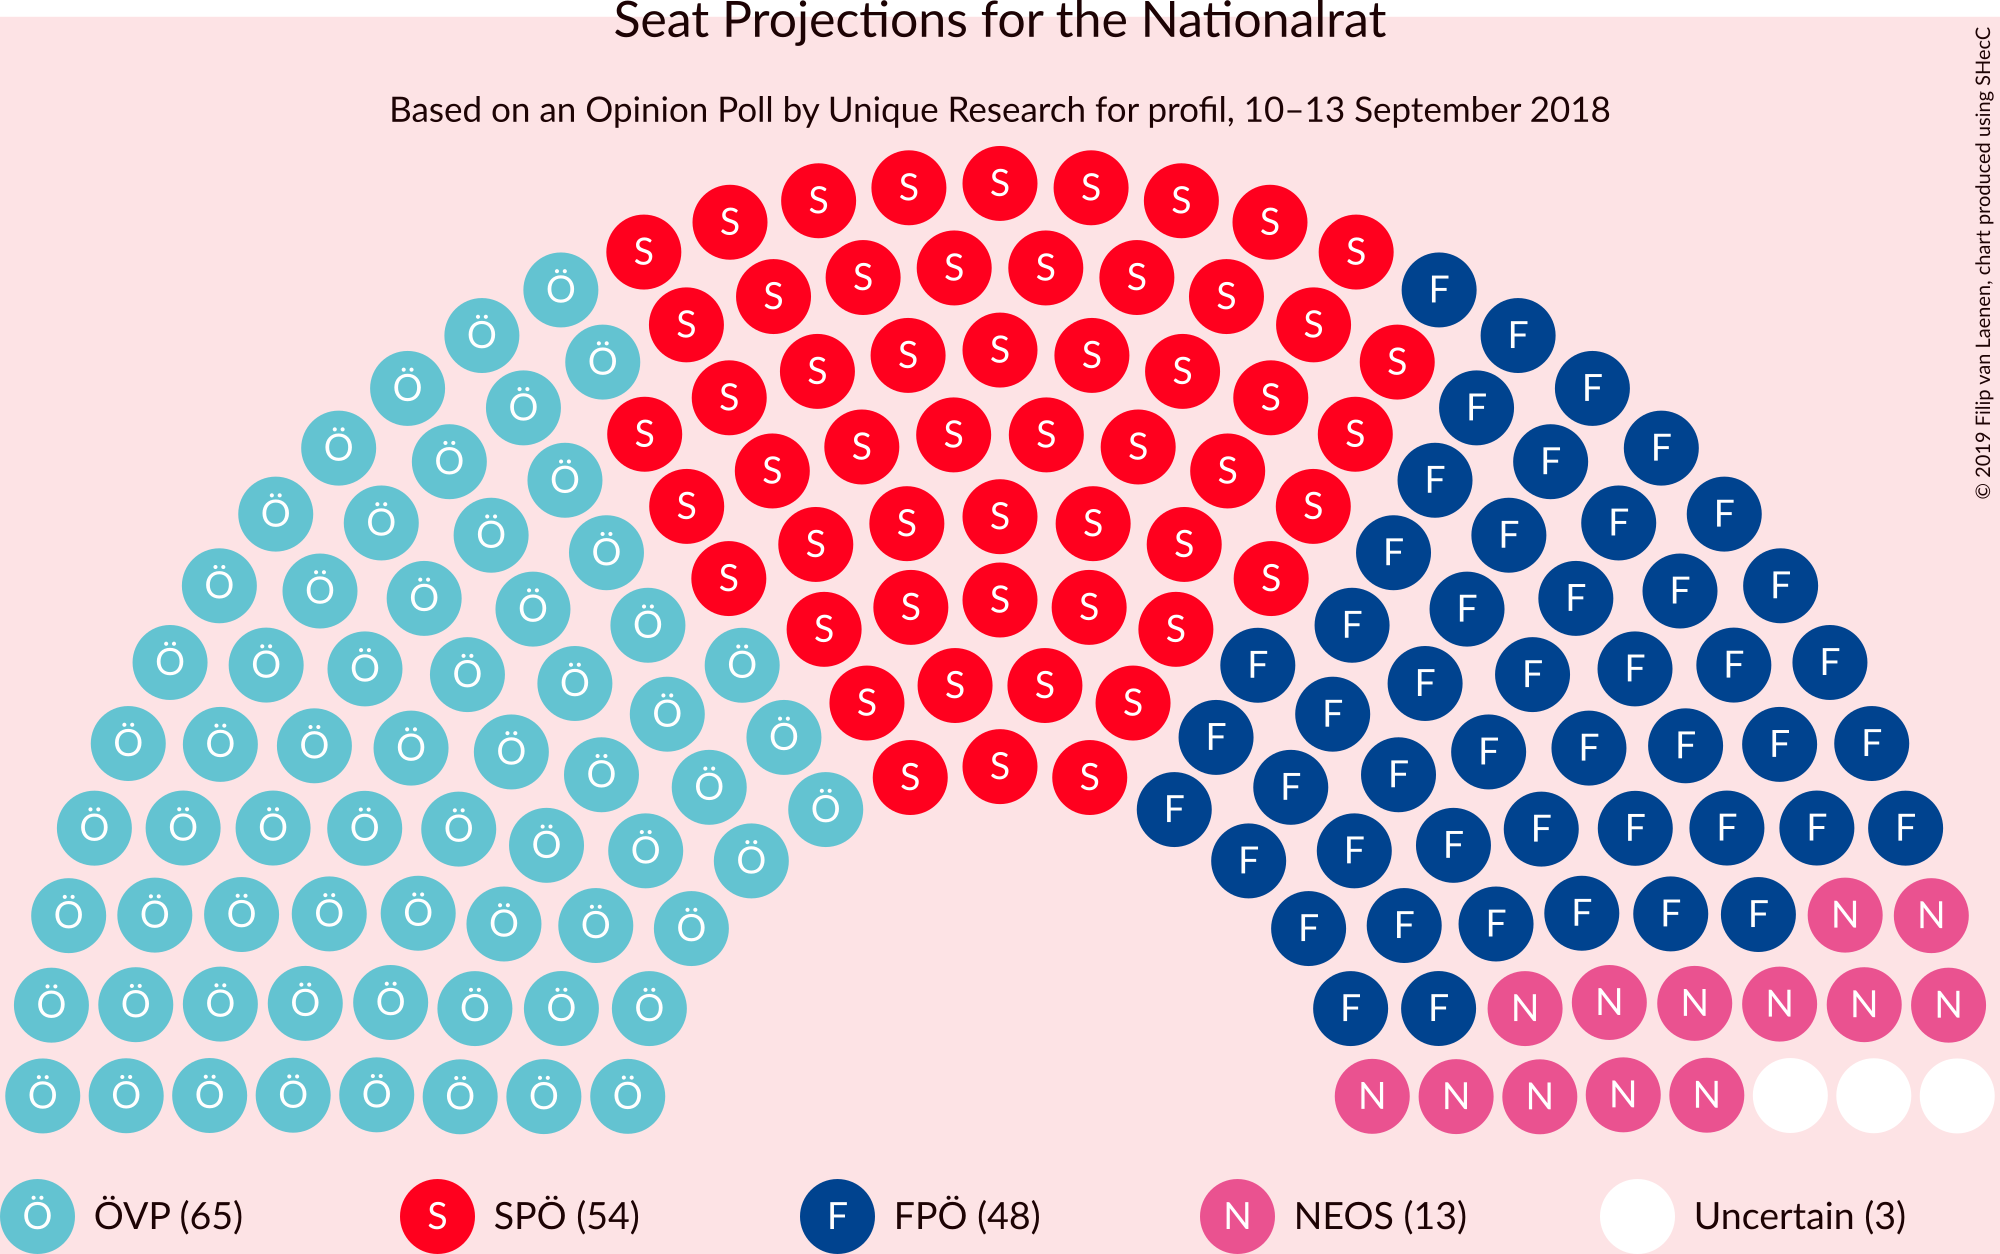 Seat Projections for the Nationalrat
Based on an Opinion Poll by Unique Research for profil, 10–13 September 2018
© 2019 Filip van Laenen, chart produced using SHecC
S S S S S S S S S
Ö S S S S S S S S F
Ö Ö S S S S S S S S F F
Ö Ö S S S S S S S S F F
Ö Ö Ö S S S S S S F F F
Ö Ö Ö S S S S S S F F F
Ö Ö Ö Ö S S S S F F F F
Ö Ö Ö Ö S S S S S F F F F
Ö Ö Ö Ö Ö Ö S S F F F F F F
Ö Ö Ö Ö Ö Ö S S F F F F F F
Ö Ö Ö Ö Ö Ö Ö Ö S F F F F F F F F
Ö Ö Ö Ö Ö Ö Ö Ö S S F F F F F F F F
Ö Ö F F
Ö Ö Ö Ö Ö Ö Ö Ö F F F F F F N N
Ö Ö Ö Ö Ö Ö Ö Ö F F N N N N N N
Ö Ö Ö Ö Ö Ö Ö Ö N N N N N
Ö ÖVP (65) S SPÖ (54) F FPÖ (48) N NEOS (13) Uncertain (3)